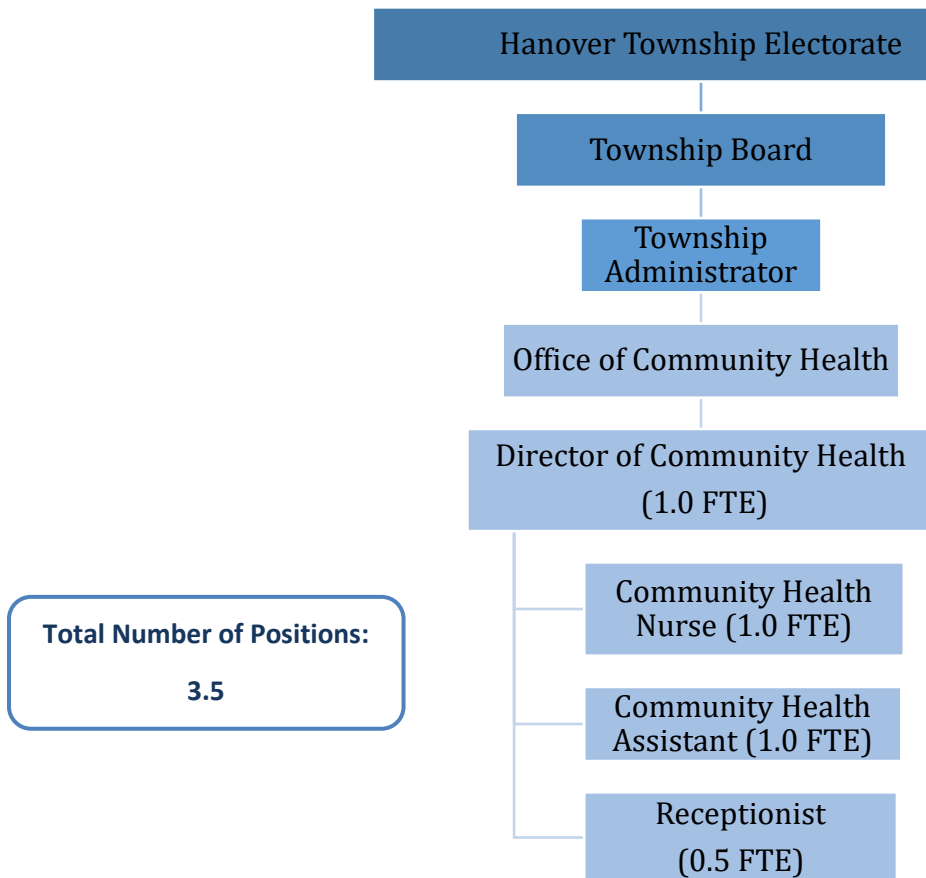 Hanover Township Electorate
Township Board
Township
Administrator
Office of Community Health
Director of Community Health
(1.0 FTE)
Community Health
Nurse (1.0 FTE)
Total Number of Positions:
3.5
Community Health
Assistant (1.0 FTE)
Receptionist
(0.5 FTE)